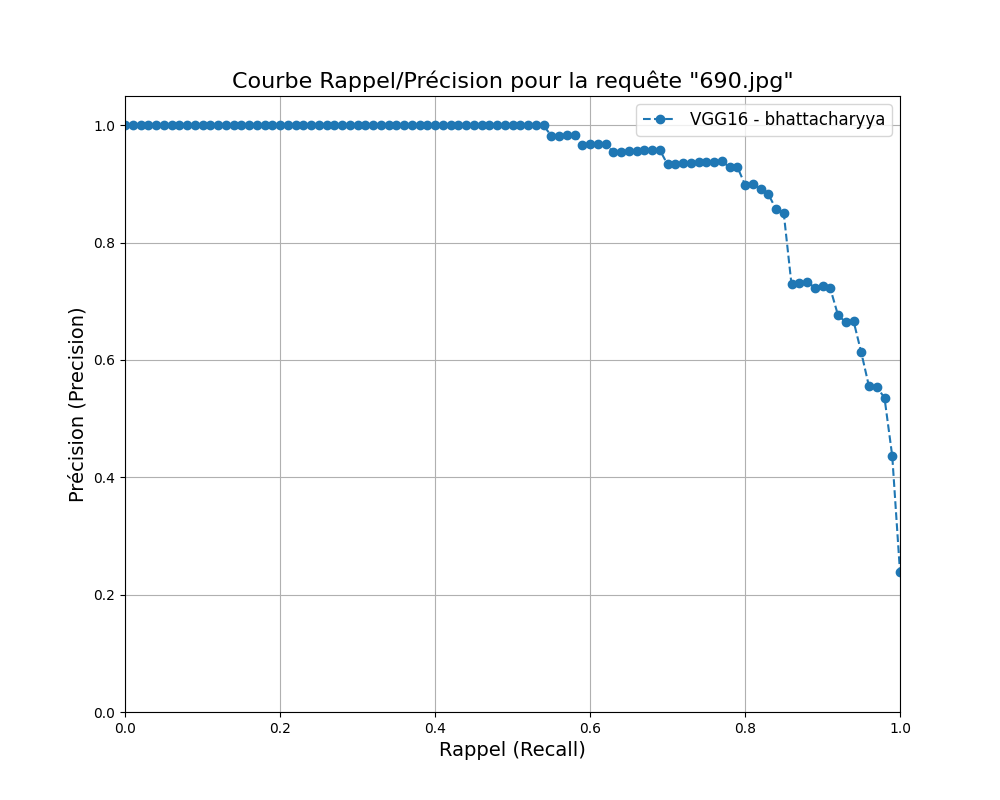 Courbe Rappel/Précision pour la requête "690.jpg"
VGG16 - bhattacharyya
1.0
0.8
0.6
0.4
0.2
0.0
Précision (Precision)
0.0 0.2 0.4 0.6 0.8 1.0
Rappel (Recall)